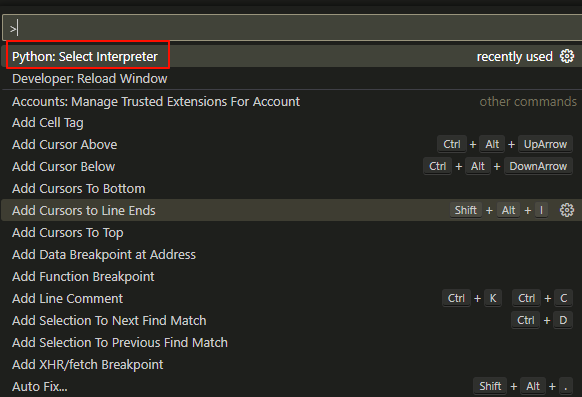 >
Python: Select Interpreter recently used
Developer: Reload Window
Accounts: Manage Trusted Extensions For Account other commands
Add Cell Tag
Add Cursor Above Ctrl + Alt + UpArrow
Add Cursor Below Ctrl + Alt + DownArrow
Add Cursors To Bottom
Add Cursors to Line Ends Shift + Alt + I
Add Cursors To Top
Add Data Breakpoint at Address
Add Function Breakpoint
Add Line Comment Ctrl + K Ctrl + C
Add Selection To Next Find Match Ctrl + D
Add Selection To Previous Find Match
Add XHR/fetch Breakpoint
Auto Fix... Shift + Alt + .